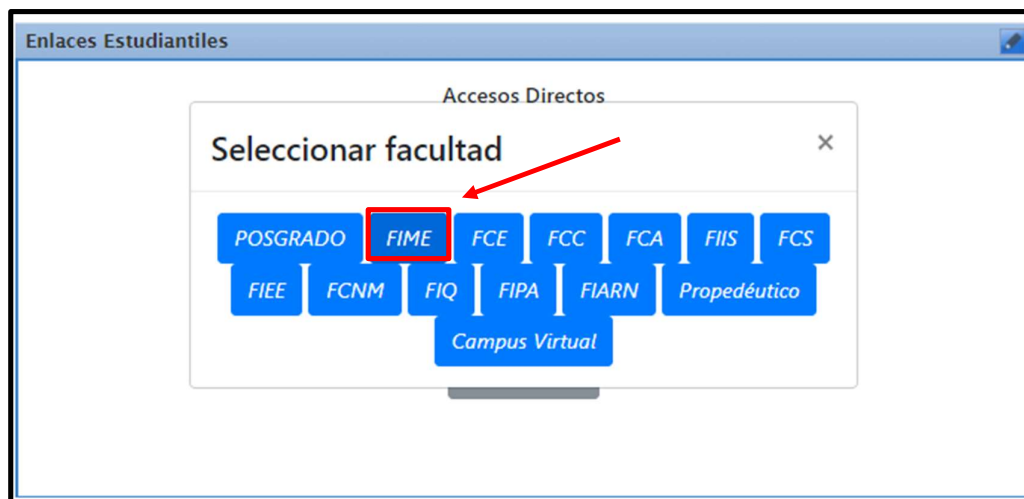 Enlaces Estudiantiles
Accesos Directos
Seleccionar facultad ×
POSGRADO FIME FCE FCC FCA FIIS FCS
FIEE FCNM FIQ FIPA FIARN Propedéutico
Campus Virtual